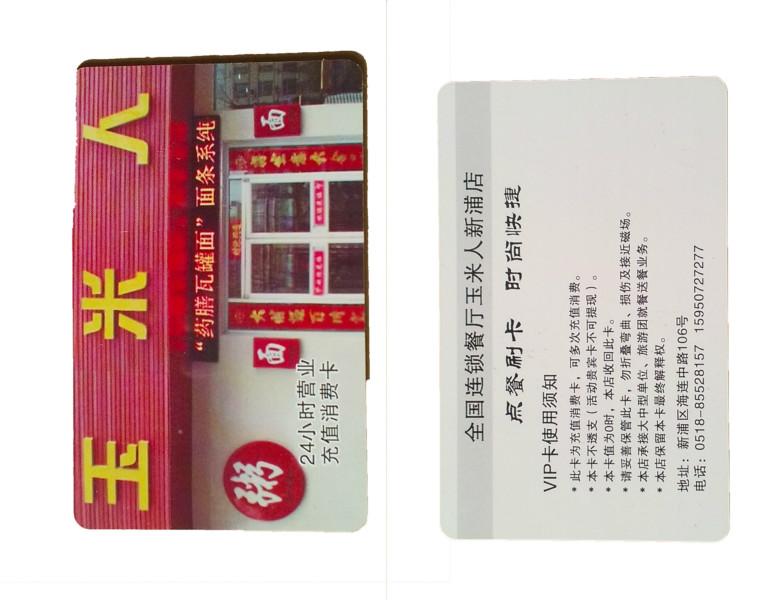 玉米人
“药膳瓦罐面”面条系纯
面
面
粥
24小时营业
充值消费卡
全国连锁餐厅玉米人新浦店
点餐刷卡 时尚快捷
VIP卡使用须知
* 此卡为充值消费卡，可多次充值消费。
* 本卡不透支（活动贵宾卡不可提现）。
* 本卡值为0时，本店收回此卡。
* 请妥善保管此卡，勿折叠弯曲、损伤及接近磁场。
* 本店承接大中型单位、旅游团就餐送餐业务。
* 本店保留本卡最终解释权。
地址：新浦区海连中路106号
电话：0518-85528157 15950727277